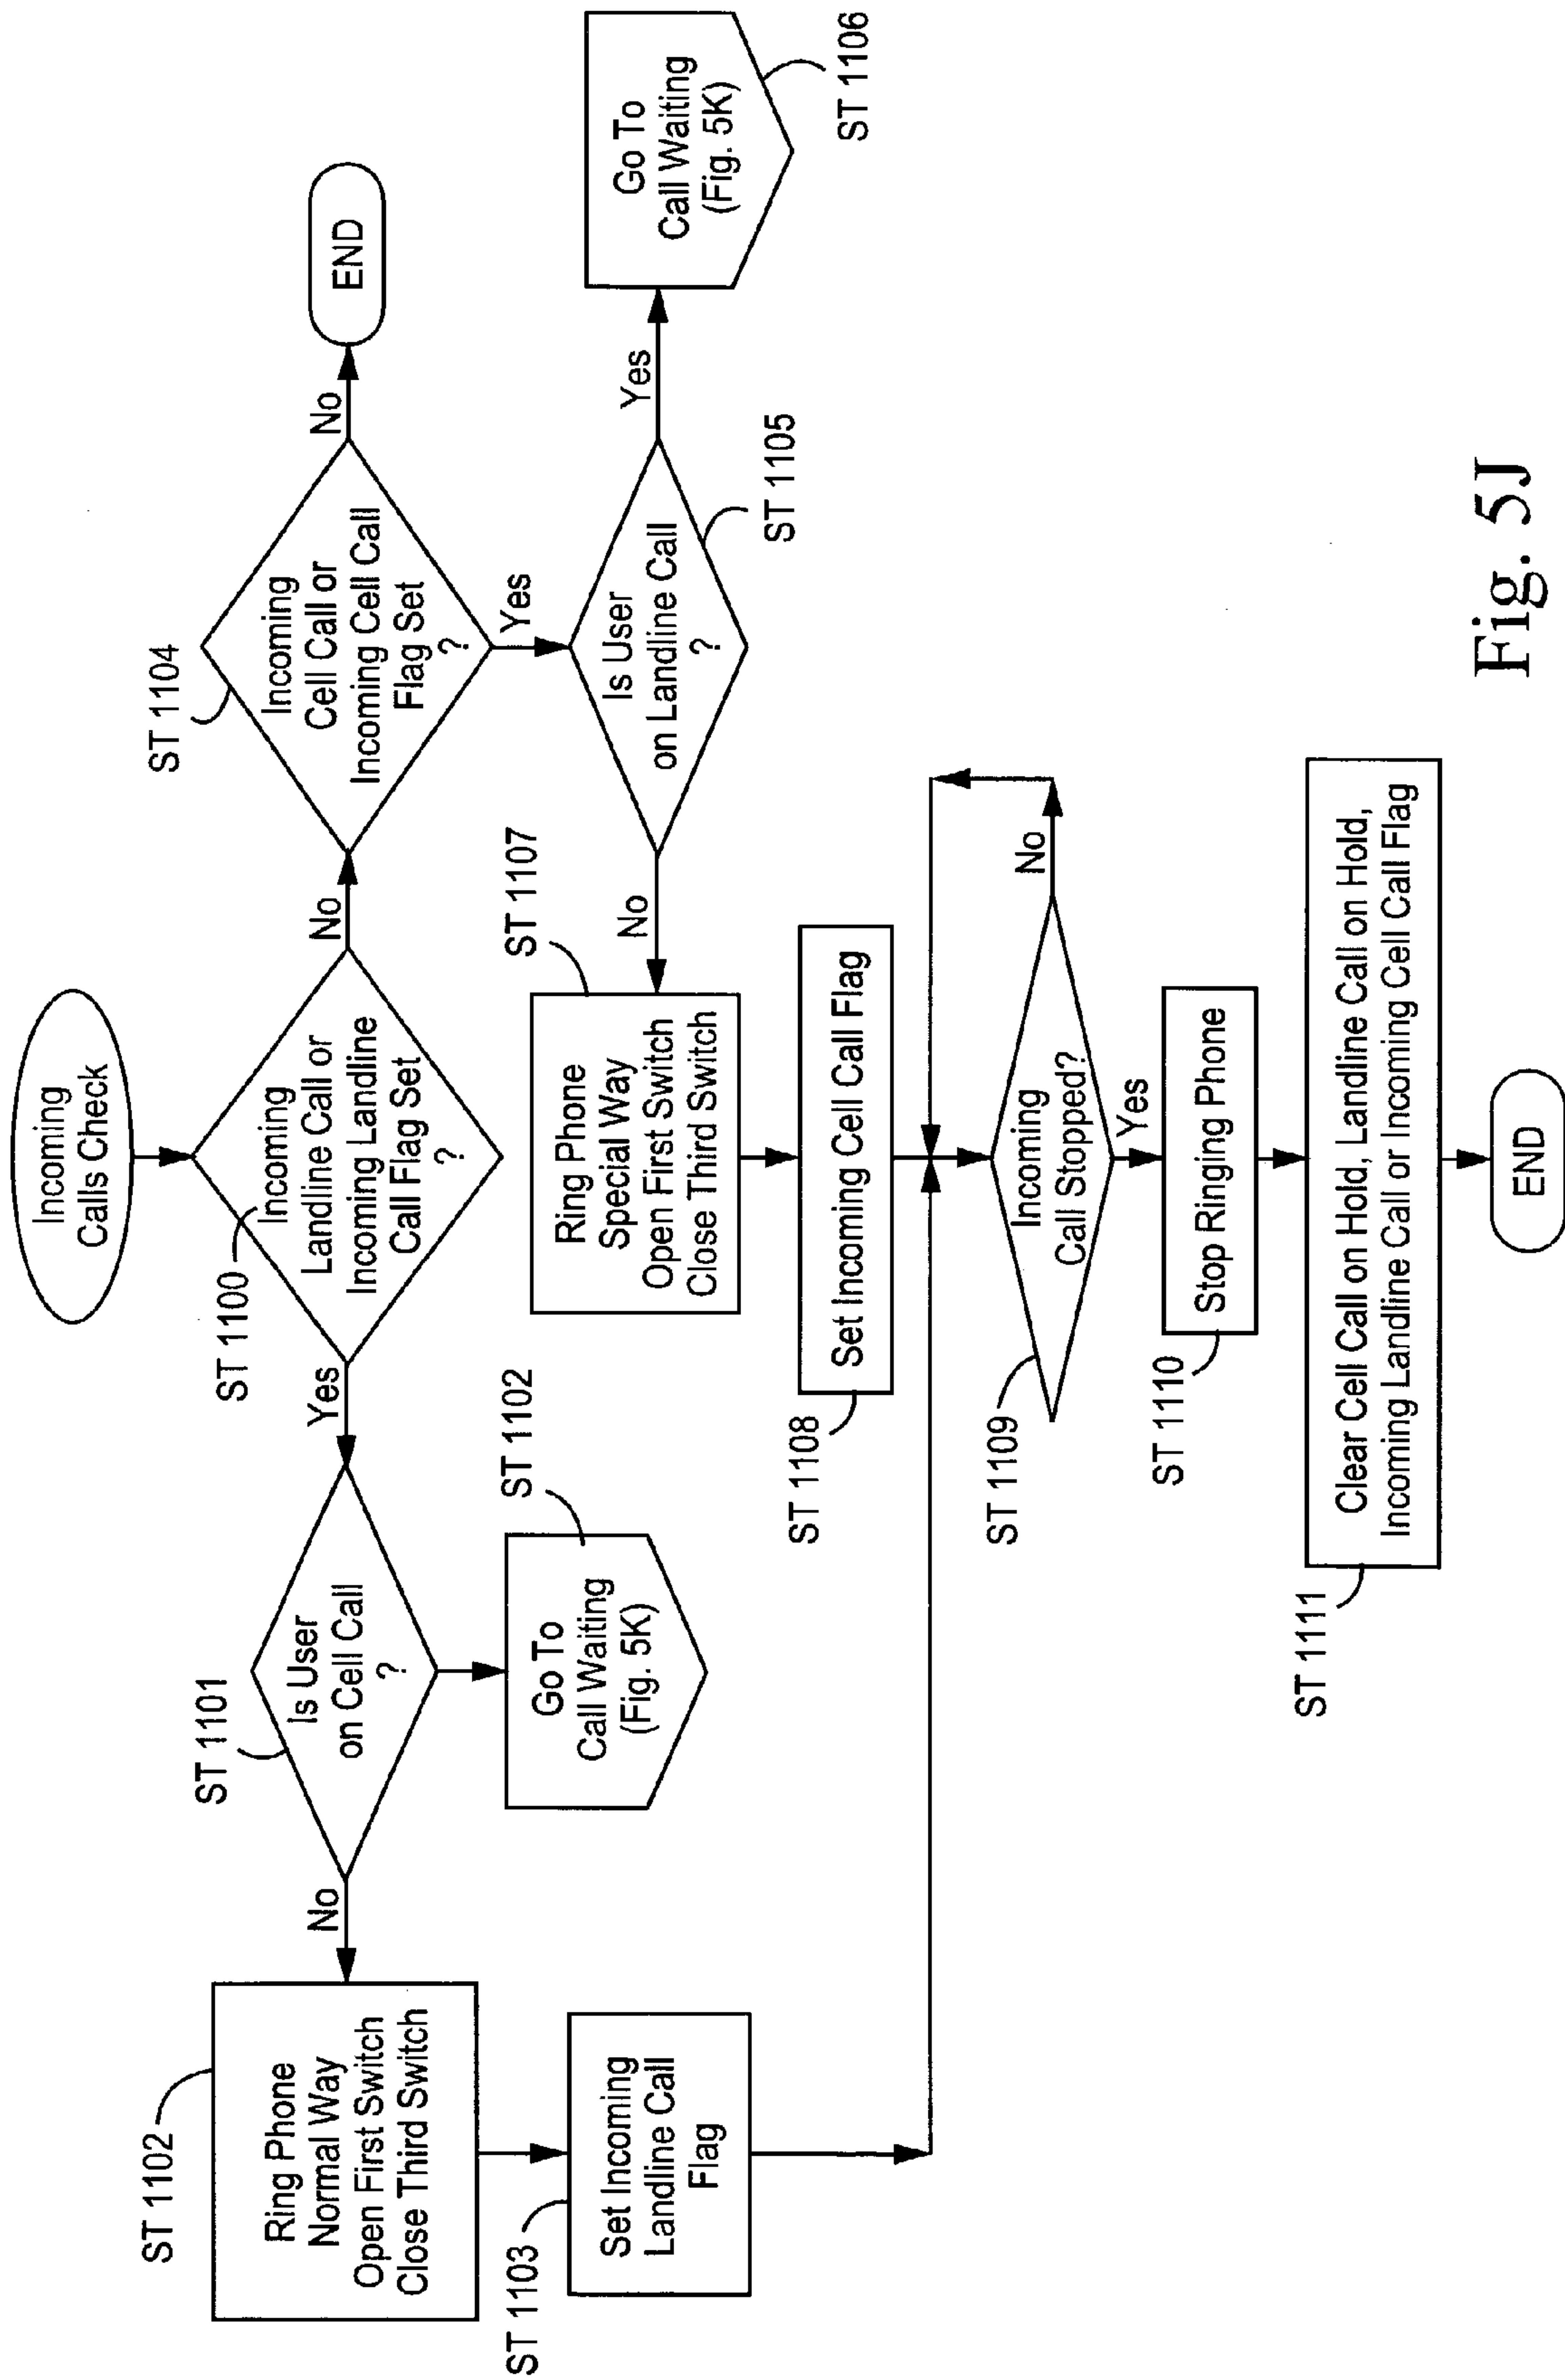 Incoming
Calls Check
ST 1100
Incoming
Landline Call or
Incoming Landline
Call Flag Set
?
Yes
No
ST 1101
Is User
on Cell Call
?
No
ST 1102
Go To
Call Waiting
(Fig. 5K)
ST 1102
Ring Phone
Normal Way
Open First Switch
Close Third Switch
ST 1103
Set Incoming
Landline Call
Flag
ST 1104
Incoming
Cell Call or
Incoming Cell Call
Flag Set
?
No
END
Yes
ST 1105
Is User
on Landline Call
?
Yes
Go To
Call Waiting
(Fig. 5K)
ST 1106
No
ST 1107
Ring Phone
Special Way
Open First Switch
Close Third Switch
ST 1108
Set Incoming Cell Call Flag
ST 1109
Incoming
Call Stopped?
No
Yes
ST 1110
Stop Ringing Phone
ST 1111
Clear Cell Call on Hold, Landline Call on Hold,
Incoming Landline Call or Incoming Cell Call Flag
END
Fig. 5J